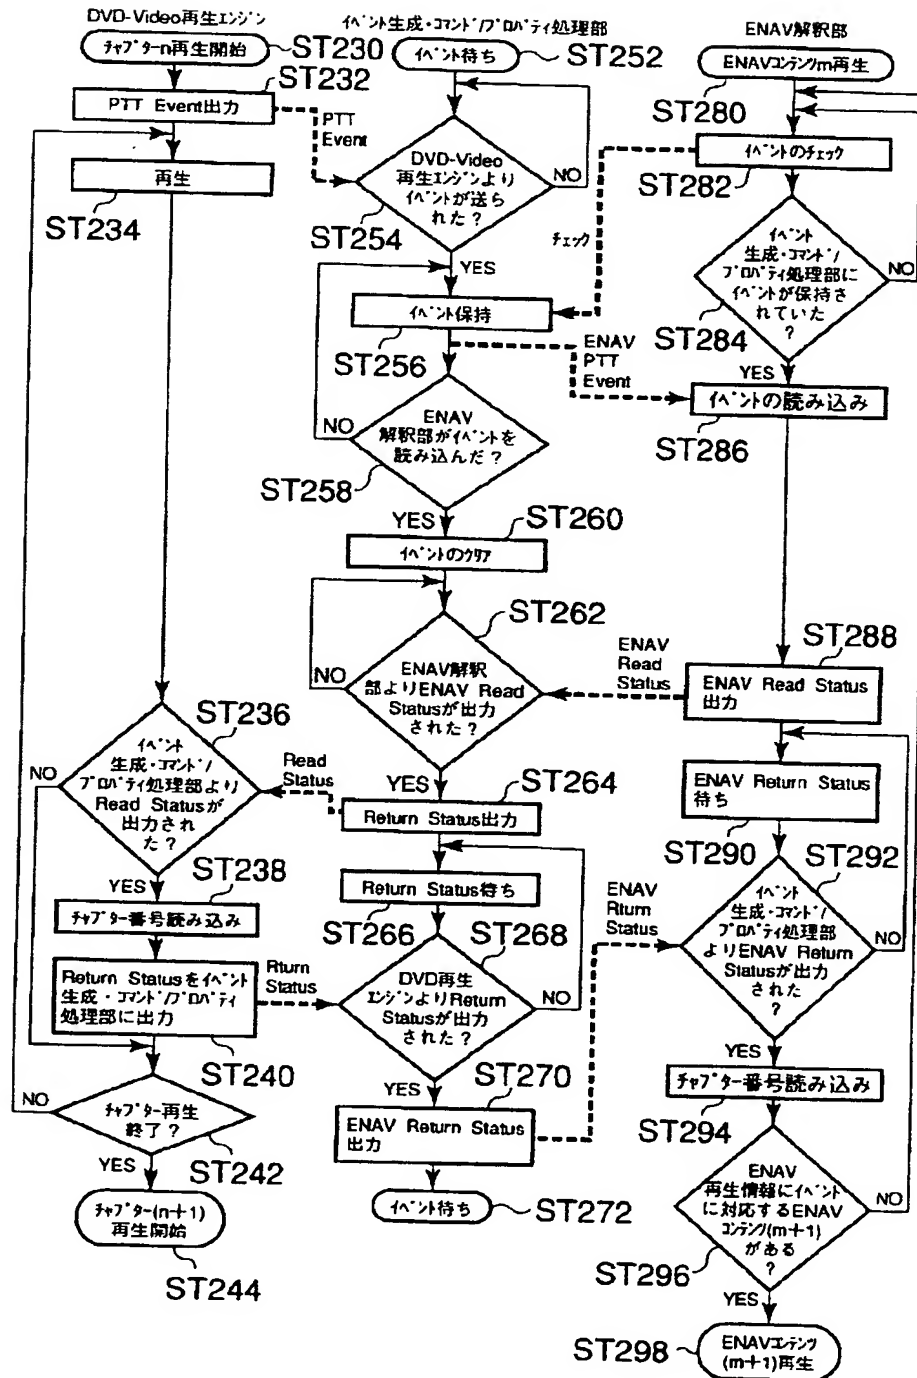 DVD-Video再生エンジン
チャプターn再生開始
ST230
ST232
PTT Event出力
PTT
Event
再生
ST234
ST236
イベント
生成・コマンド/
プロパティ処理部より
Read Statusが
出力され
た?
NO
YES
Read
Status
ST238
チャプター番号読み込み
Return Statusをイベント
生成・コマンド/プロパティ
処理部に出力
Rturn
Status
ST240
チャプター再生
終了?
NO
ST242
YES
チャプター(n+1)
再生開始
ST244
イベント生成・コマンド/プロパティ処理部
イベント待ち
ST252
DVD-Video
再生エンジンより
イベントが送ら
れた?
NO
ST254
YES
チェック
イベント保持
ST256
ENAV
PTT
Event
NO
ENAV
解釈部がイベントを
読み込んだ?
ST258
YES
ST260
イベントのクリア
ST262
NO
ENAV解釈
部よりENAV Read
Statusが出力
された?
ENAV
Read
Status
YES
ST264
Return Status出力
Return Status待ち
ST266
ST268
DVD再生
エンジンよりReturn
Statusが出力
された?
NO
ENAV
Rturn
Status
YES
ST270
ENAV Return Status
出力
イベント待ち
ST272
ENAV解釈部
ENAVコンテンツm再生
ST280
イベントのチェック
ST282
イベント
生成・コマンド/
プロパティ処理部に
イベントが保持さ
れていた
?
NO
ST284
YES
イベントの読み込み
ST286
ST288
ENAV Read Status
出力
ENAV Return Status
待ち
ST290
ST292
イベント
生成・コマンド/
プロパティ処理部
よりENAV Return
Statusが出力
された
?
NO
YES
チャプター番号読み込み
ST294
ENAV
再生情報にイベント
に対応するENAV
コンテンツ(m+1)
がある
?
NO
ST296
YES
ST298
ENAVコンテンツ
(m+1)再生